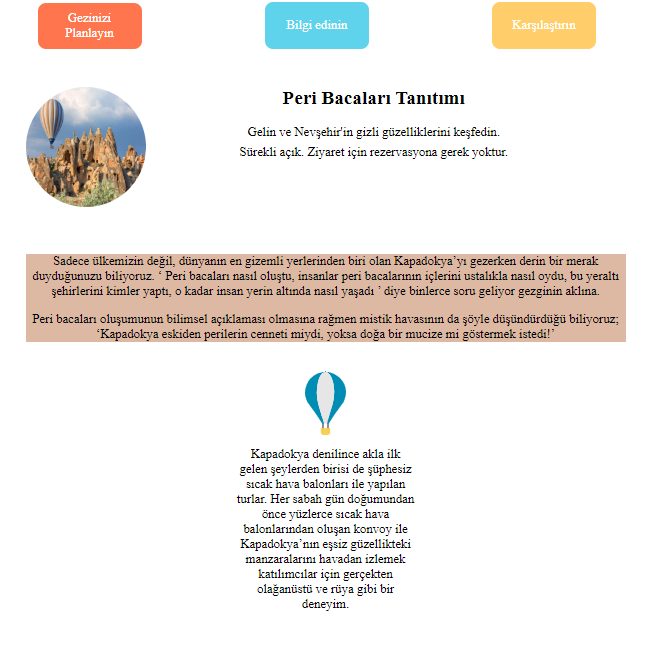 Gezinizi
Planlayın
Bilgi edinin
Karşılaştırın
Peri Bacaları Tanıtımı
Gelin ve Nevşehir'in gizli güzelliklerini keşfedin.
Sürekli açık. Ziyaret için rezervasyona gerek yoktur.
Sadece ülkemizin değil, dünyanın en gizemli yerlerinden biri olan Kapadokya’yı gezerken derin bir merak
duyduğunuzu biliyoruz. ‘ Peri bacaları nasıl oluştu, insanlar peri bacalarının içlerini ustalıkla nasıl oydu, bu yeraltı
şehirlerini kimler yaptı, o kadar insan yerin altında nasıl yaşadı ’ diye binlerce soru geliyor gezginin aklına.
Peri bacaları oluşumunun bilimsel açıklaması olmasına rağmen mistik havasının da şöyle düşündürdüğü biliyoruz;
‘Kapadokya eskiden perilerin cenneti miydi, yoksa doğa bir mucize mi göstermek istedi!’
Kapadokya denilince akla ilk
gelen şeylerden birisi de şüphesiz
sıcak hava balonları ile yapılan
turlar. Her sabah gün doğumundan
önce yüzlerce sıcak hava
balonlarından oluşan konvoy ile
Kapadokya’nın eşsiz güzellikteki
manzaralarını havadan izlemek
katılımcılar için gerçekten
olağanüstü ve rüya gibi bir
deneyim.